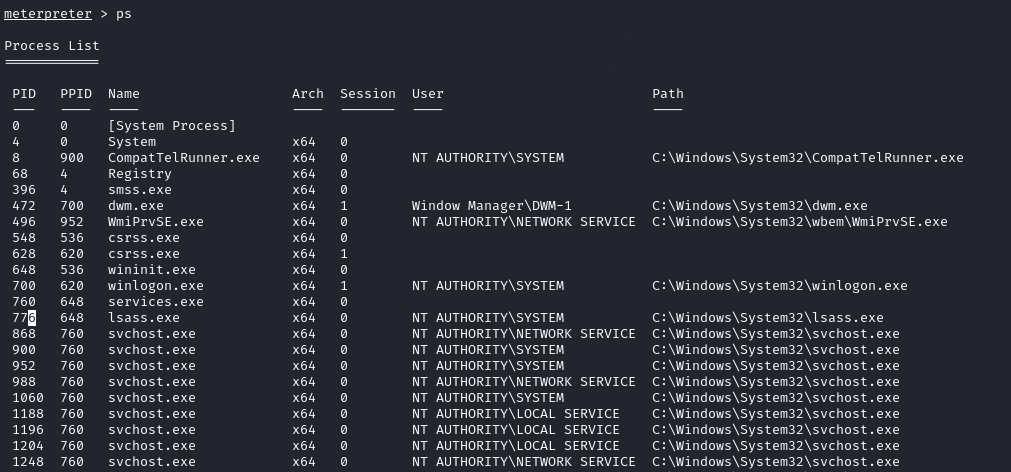 meterpreter > ps
Process List
============
PID PPID Name Arch Session User Path
--- ---- ---- ---- ------- ---- ----
0 0 [System Process]
4 0 System x64 0
8 900 CompatTelRunner.exe x64 0 NT AUTHORITY\SYSTEM C:\Windows\System32\CompatTelRunner.exe
68 4 Registry x64 0
396 4 smss.exe x64 0
472 700 dwm.exe x64 1 Window Manager\DWM-1 C:\Windows\System32\dwm.exe
496 952 WmiPrvSE.exe x64 0 NT AUTHORITY\NETWORK SERVICE C:\Windows\System32\wbem\WmiPrvSE.exe
548 536 csrss.exe x64 0
628 620 csrss.exe x64 1
648 536 wininit.exe x64 0
700 620 winlogon.exe x64 1 NT AUTHORITY\SYSTEM C:\Windows\System32\winlogon.exe
760 648 services.exe x64 0
776 648 lsass.exe x64 0 NT AUTHORITY\SYSTEM C:\Windows\System32\lsass.exe
868 760 svchost.exe x64 0 NT AUTHORITY\NETWORK SERVICE C:\Windows\System32\svchost.exe
900 760 svchost.exe x64 0 NT AUTHORITY\SYSTEM C:\Windows\System32\svchost.exe
952 760 svchost.exe x64 0 NT AUTHORITY\SYSTEM C:\Windows\System32\svchost.exe
988 760 svchost.exe x64 0 NT AUTHORITY\NETWORK SERVICE C:\Windows\System32\svchost.exe
1060 760 svchost.exe x64 0 NT AUTHORITY\SYSTEM C:\Windows\System32\svchost.exe
1188 760 svchost.exe x64 0 NT AUTHORITY\LOCAL SERVICE C:\Windows\System32\svchost.exe
1196 760 svchost.exe x64 0 NT AUTHORITY\LOCAL SERVICE C:\Windows\System32\svchost.exe
1204 760 svchost.exe x64 0 NT AUTHORITY\LOCAL SERVICE C:\Windows\System32\svchost.exe
1248 760 svchost.exe x64 0 NT AUTHORITY\NETWORK SERVICE C:\Windows\System32\svchost.exe